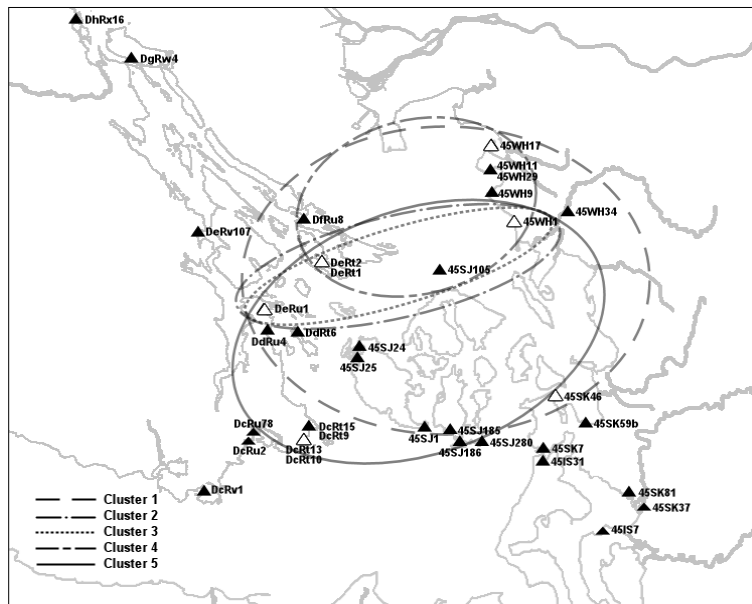 DhRx16
DgRw4
45WH17
45WH11
45WH29
45WH9
45WH34
45WH1
DfRu8
DeRv107
DeRt2
DeRt1
45SJ105
DeRu1
DdRu4
DdRt6
45SJ24
45SJ25
45SK46
45SK59b
DcRu78
DcRu2
DcRt15
DcRt9
DcRt13
DcRt10
45SJ1
45SJ185
45SJ186
45SJ280
45SK7
45IS31
DcRv1
45SK81
45SK37
45IS7
Cluster 1
Cluster 2
Cluster 3
Cluster 4
Cluster 5